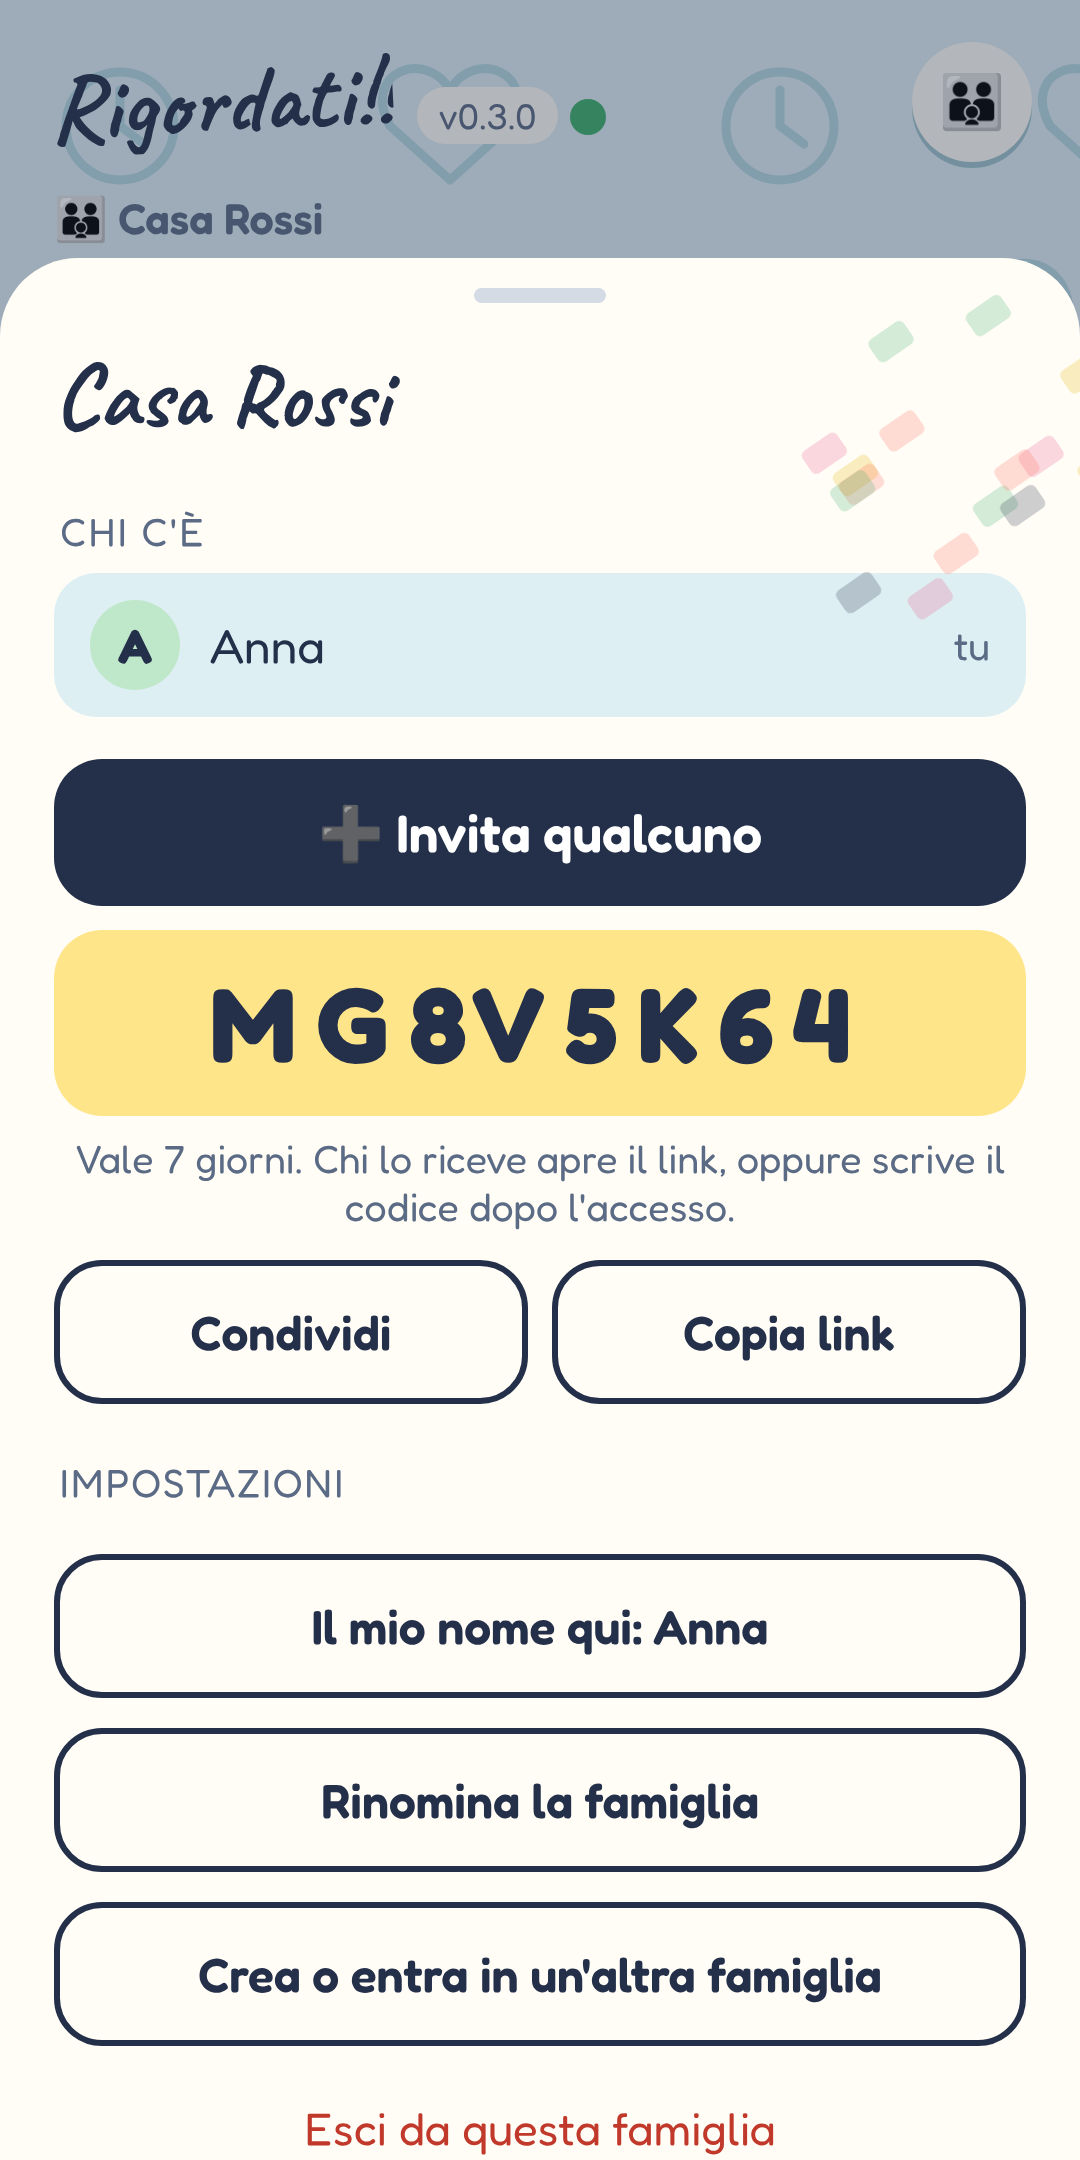 Rigordati!!
v0.3.0
Casa Rossi
Casa Rossi
CHI C'È
A
Anna
tu
➕ Invita qualcuno
MG8V5K64
Vale 7 giorni. Chi lo riceve apre il link, oppure scrive il
codice dopo l'accesso.
Condividi
Copia link
IMPOSTAZIONI
Il mio nome qui: Anna
Rinomina la famiglia
Crea o entra in un'altra famiglia
Esci da questa famiglia